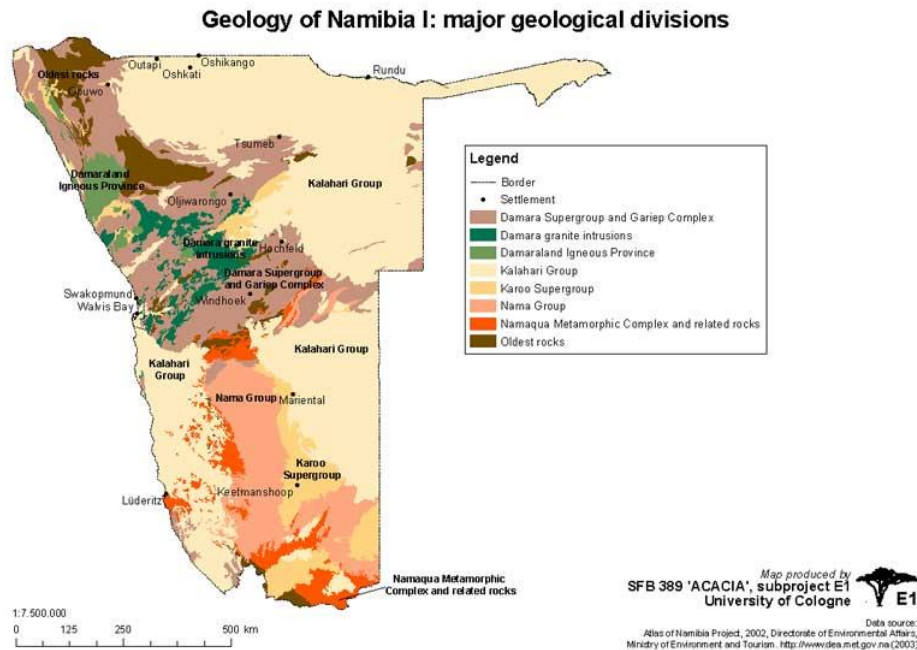 Geology of Namibia I: major geological divisions
Oldest rocks
Opuwo
Outapi
Oshikango
Oshkati
Rundu
Tsumeb
Damaraland
Igneous Province
Kalahari Group
Otjiwarongo
Damara granite
intrusions
Hochfeld
Damara Supergroup
and Gariep Complex
Swakopmund
Walvis Bay
Windhoek
Kalahari
Group
Kalahari Group
Nama Group
Mariental
Karoo
Supergroup
Keetmanshoop
Lüderitz
Namaqua Metamorphic
Complex and related rocks
Legend
Border
Settlement
Damara Supergroup and Gariep Complex
Damara granite intrusions
Damaraland Igneous Province
Kalahari Group
Karoo Supergroup
Nama Group
Namaqua Metamorphic Complex and related rocks
Oldest rocks
1:7.500.000
0 125 250 500 km
Map produced by
SFB 389 'ACACIA', subproject E1
University of Cologne
E1
Data source:
Atlas of Namibia Project, 2002, Directorate of Environmental Affairs,
Ministry of Environment and Tourism. http://www.dea.met.gov.na (2003)